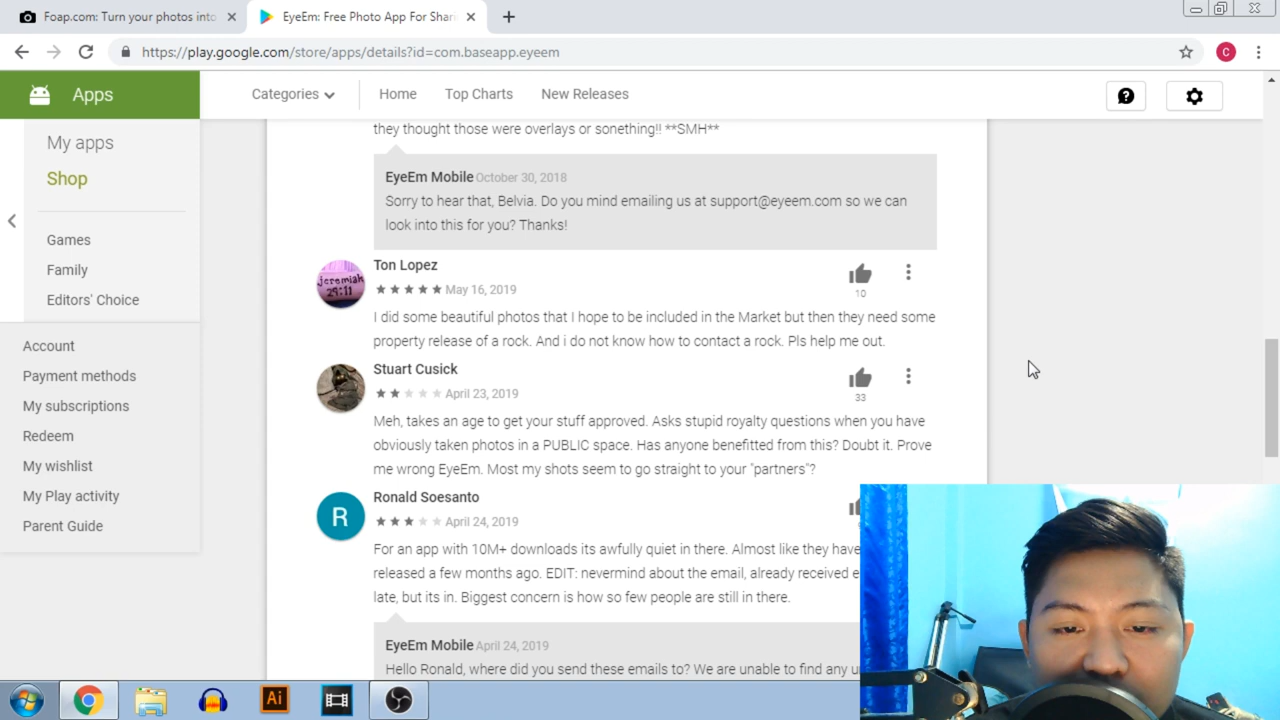 Foap.com: Turn your photos into
EyeEm: Free Photo App For Shari
https://play.google.com/store/apps/details?id=com.baseapp.eyeem
C
Apps
Categories
Home
Top Charts
New Releases
My apps
Shop
Games
Family
Editors' Choice
Account
Payment methods
My subscriptions
Redeem
My wishlist
My Play activity
Parent Guide
they thought those were overlays or sonething!! **SMH**
EyeEm Mobile October 30, 2018
Sorry to hear that, Belvia. Do you mind emailing us at support@eyeem.com so we can
look into this for you? Thanks!
jeremiah
29:11
Ton Lopez
May 16, 2019
10
I did some beautiful photos that I hope to be included in the Market but then they need some
property release of a rock. And i do not know how to contact a rock. Pls help me out.
Stuart Cusick
April 23, 2019
33
Meh, takes an age to get your stuff approved. Asks stupid royalty questions when you have
obviously taken photos in a PUBLIC space. Has anyone benefitted from this? Doubt it. Prove
me wrong EyeEm. Most my shots seem to go straight to your "partners"?
R
Ronald Soesanto
April 24, 2019
For an app with 10M+ downloads its awfully quiet in there. Almost like they have
released a few months ago. EDIT: nevermind about the email, already received e
late, but its in. Biggest concern is how so few people are still in there.
EyeEm Mobile April 24, 2019
Hello Ronald, where did you send these emails to? We are unable to find any u
Ai